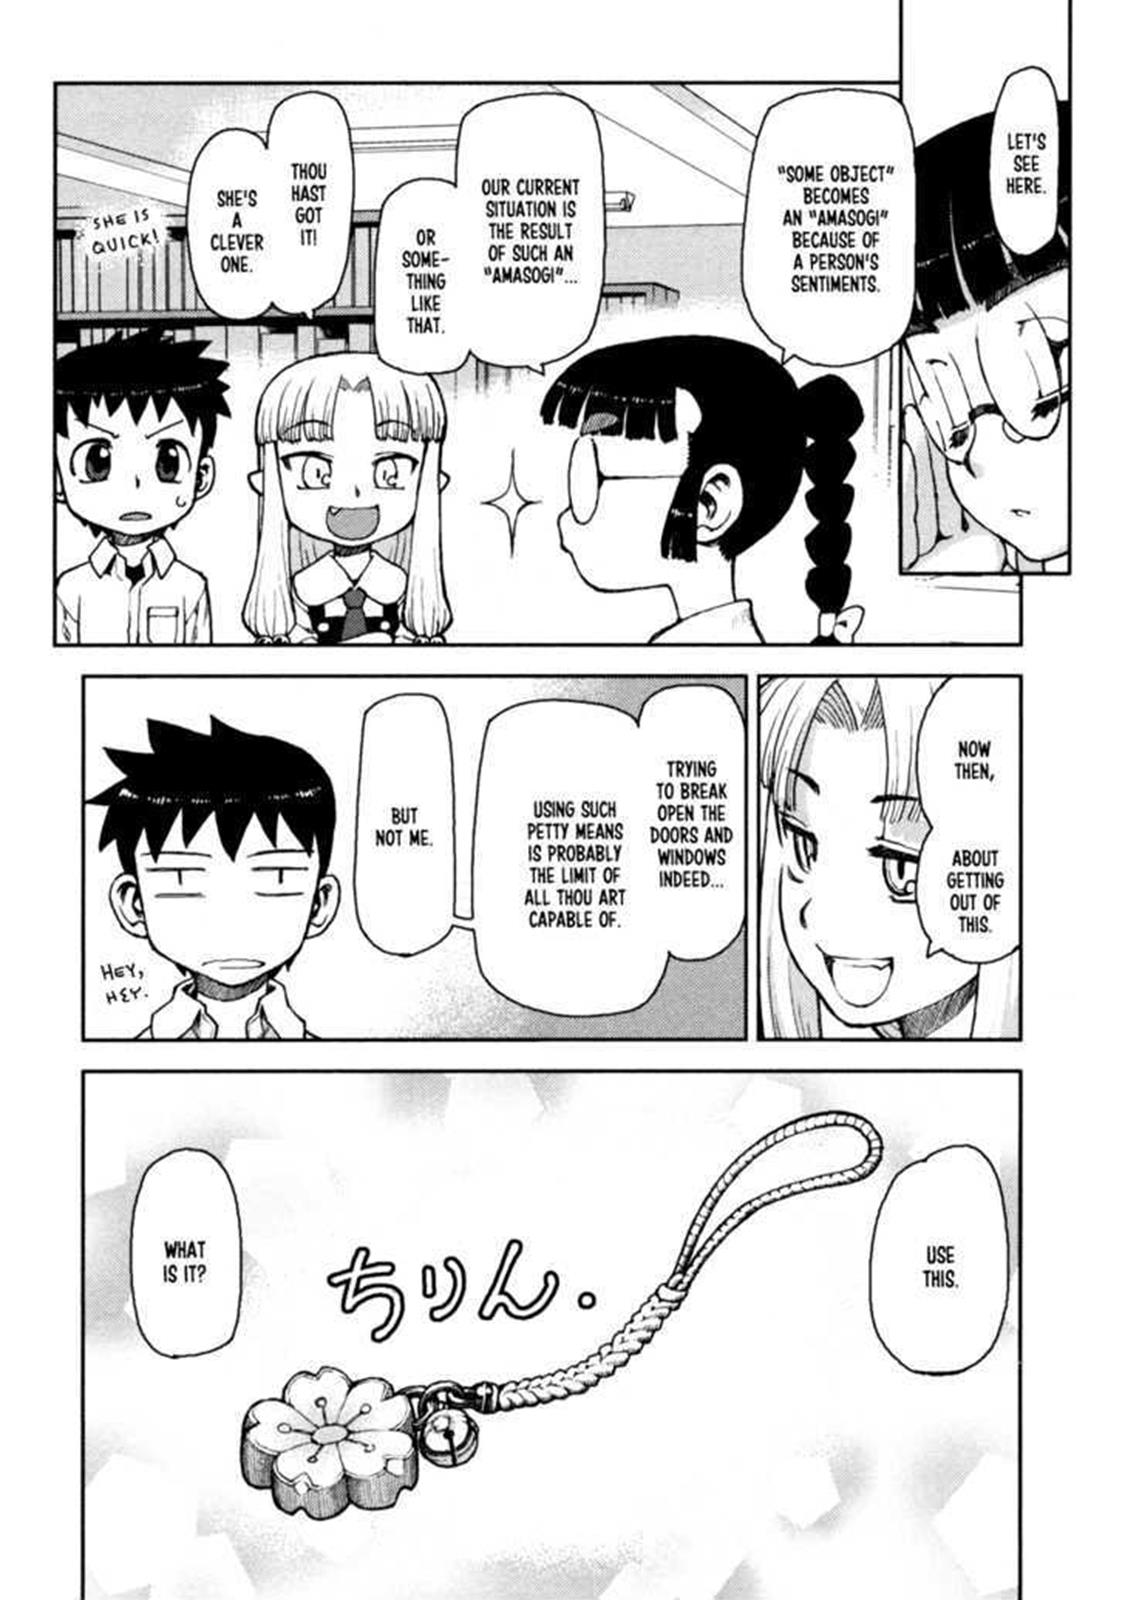 LET'S
SEE
HERE.
"SOME OBJECT"
BECOMES
AN "AMASOGI"
BECAUSE OF
A PERSON'S
SENTIMENTS.
OUR CURRENT
SITUATION IS
THE RESULT
OF SUCH AN
"AMASOGI"...
OR
SOME-
THING
LIKE
THAT.
THOU
HAST
GOT
IT!
SHE'S
A
CLEVER
ONE.
SHE IS
QUICK!
NOW
THEN,
ABOUT
GETTING
OUT OF
THIS.
TRYING
TO BREAK
OPEN THE
DOORS AND
WINDOWS
INDEED...
USING SUCH
PETTY MEANS
IS PROBABLY
THE LIMIT OF
ALL THOU ART
CAPABLE OF.
BUT
NOT ME.
HEY,
HEY.
USE
THIS.
ちりん.
WHAT
IS IT?